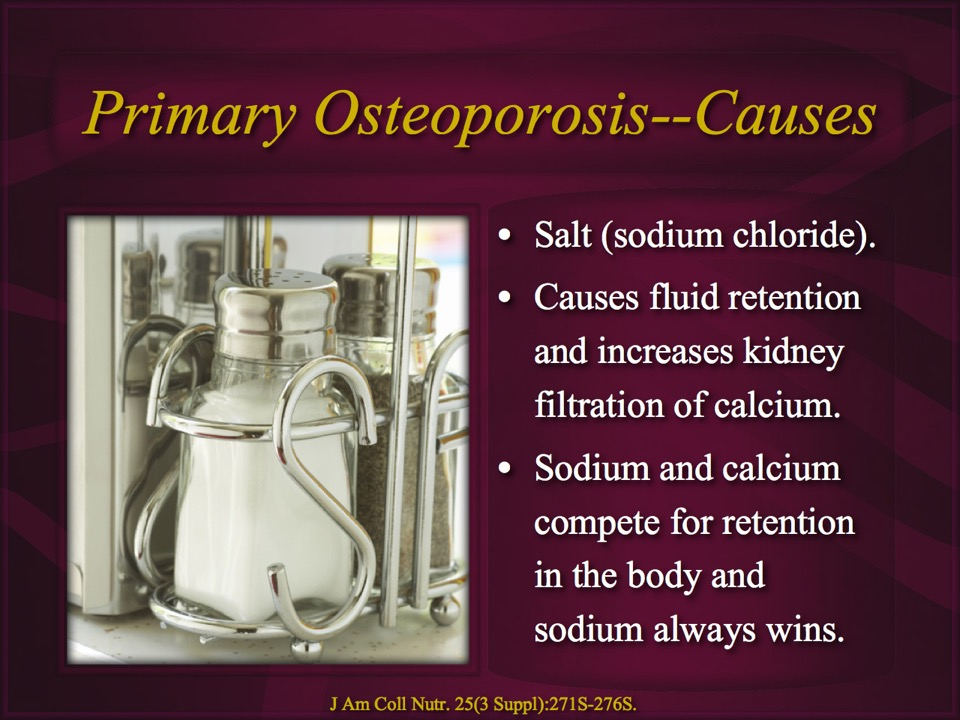 Primary Osteoporosis--Causes
• Salt (sodium chloride).
• Causes fluid retention
and increases kidney
filtration of calcium.
• Sodium and calcium
compete for retention
in the body and
sodium always wins.
J Am Coll Nutr. 25(3 Suppl):271S-276S.